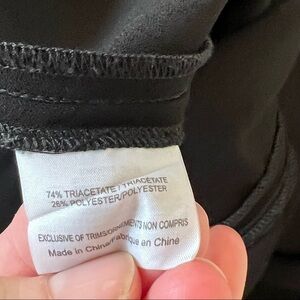 74% TRIACETATE/TRIACETATE
26% POLYESTER/POLYESTER
EXCLUSIVE OF TRIMS/ORNEMENTS NON COMPRIS
Made in China/Fabriqué en Chine